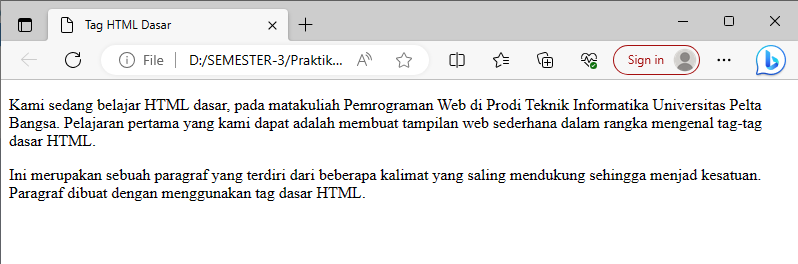 Tag HTML Dasar
File
D:/SEMESTER-3/Praktik...
Sign in
Kami sedang belajar HTML dasar, pada matakuliah Pemrograman Web di Prodi Teknik Informatika Universitas Pelta
Bangsa. Pelajaran pertama yang kami dapat adalah membuat tampilan web sederhana dalam rangka mengenal tag-tag
dasar HTML.
Ini merupakan sebuah paragraf yang terdiri dari beberapa kalimat yang saling mendukung sehingga menjad kesatuan.
Paragraf dibuat dengan menggunakan tag dasar HTML.